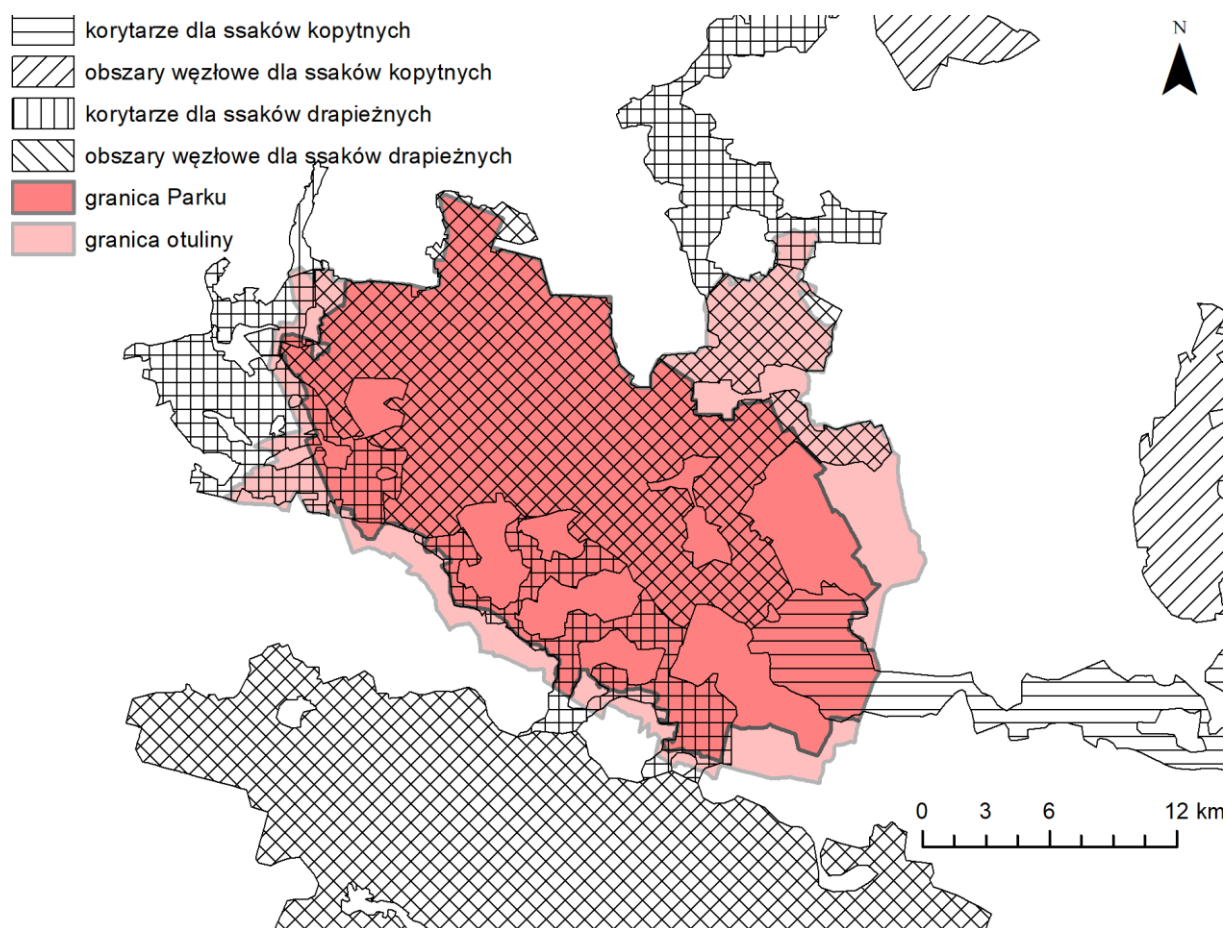 korytarze dla ssaków kopytnych
obszary węzłowe dla ssaków kopytnych
korytarze dla ssaków drapieżnych
obszary węzłowe dla ssaków drapieżnych
granica Parku
granica otuliny
N
0 3 6 12 km